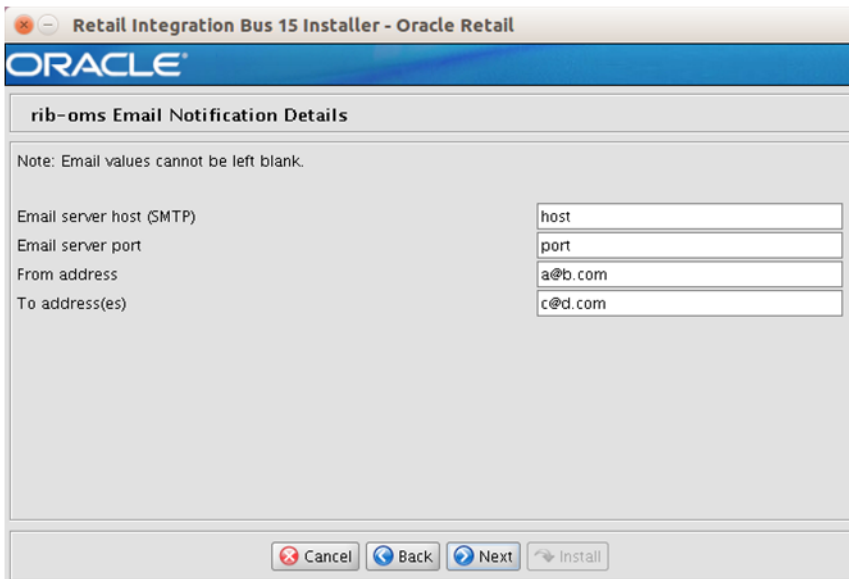 Retail Integration Bus 15 Installer - Oracle Retail
ORACLE®
rib-oms Email Notification Details
Note: Email values cannot be left blank.
Email server host (SMTP) host
Email server port port
From address a@b.com
To address(es) c@d.com
Cancel Back Next Install